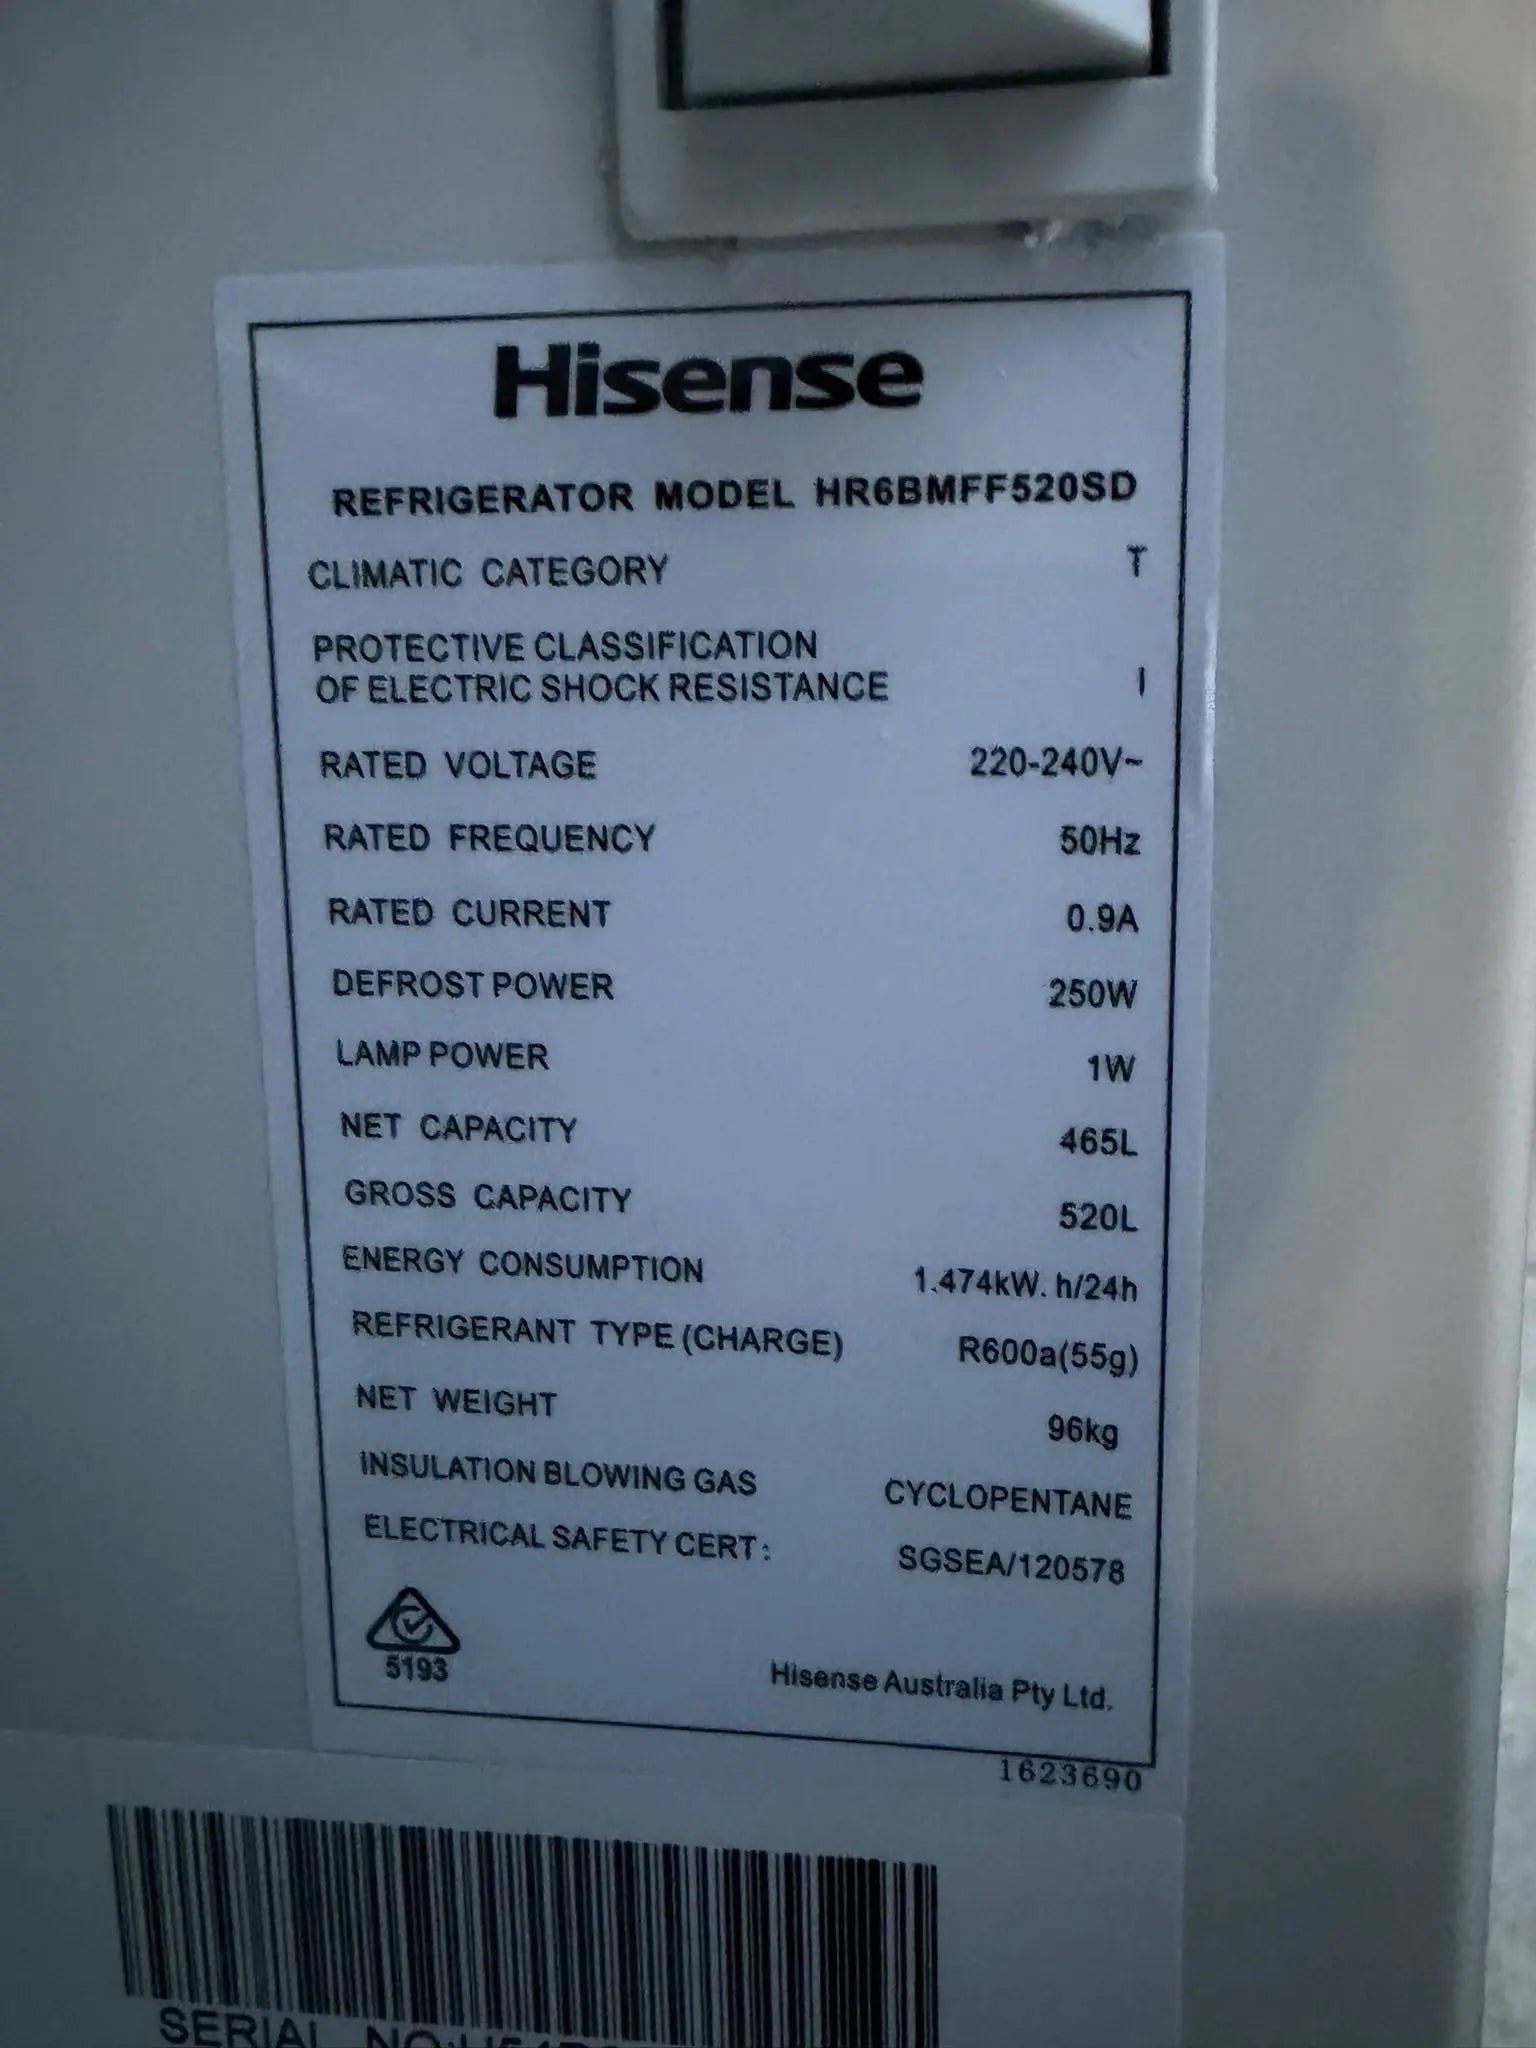 Hisense
REFRIGERATOR MODEL HR6BMFF520SD
CLIMATIC CATEGORY T
PROTECTIVE CLASSIFICATION
OF ELECTRIC SHOCK RESISTANCE I
RATED VOLTAGE 220-240V~
RATED FREQUENCY 50Hz
RATED CURRENT 0.9A
DEFROST POWER 250W
LAMP POWER 1W
NET CAPACITY 465L
GROSS CAPACITY 520L
ENERGY CONSUMPTION 1.474kW. h/24h
REFRIGERANT TYPE (CHARGE) R600a(55g)
NET WEIGHT 96kg
INSULATION BLOWING GAS CYCLOPENTANE
ELECTRICAL SAFETY CERT: SGSEA/120578
5193
Hisense Australia Pty Ltd.
1623690
SERIAL NO: